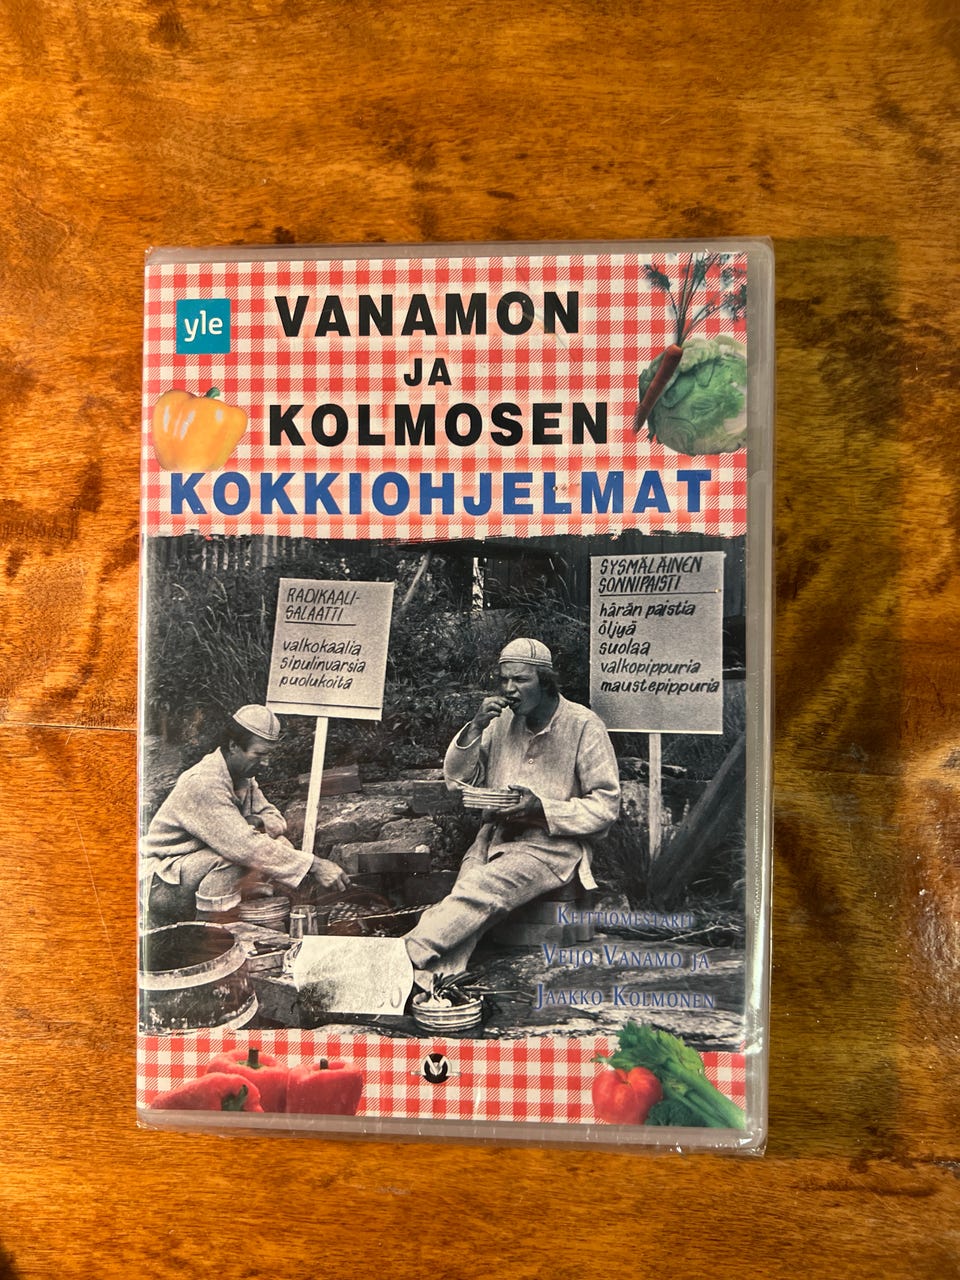 yle
VANAMON
JA
KOLMOSEN
KOKKIOHJELMAT
RADIKAALI-
SALAATTI
valkokaalia
sipulinvarsia
puolukoita
SYSMÄLÄINEN
SONNIPAISTI
härän paistia
öljyä
suolaa
valkopippuria
maustepippuria
KEITTIÖMESTARIT
VEIJO VANAMO JA
JAAKKO KOLMONEN